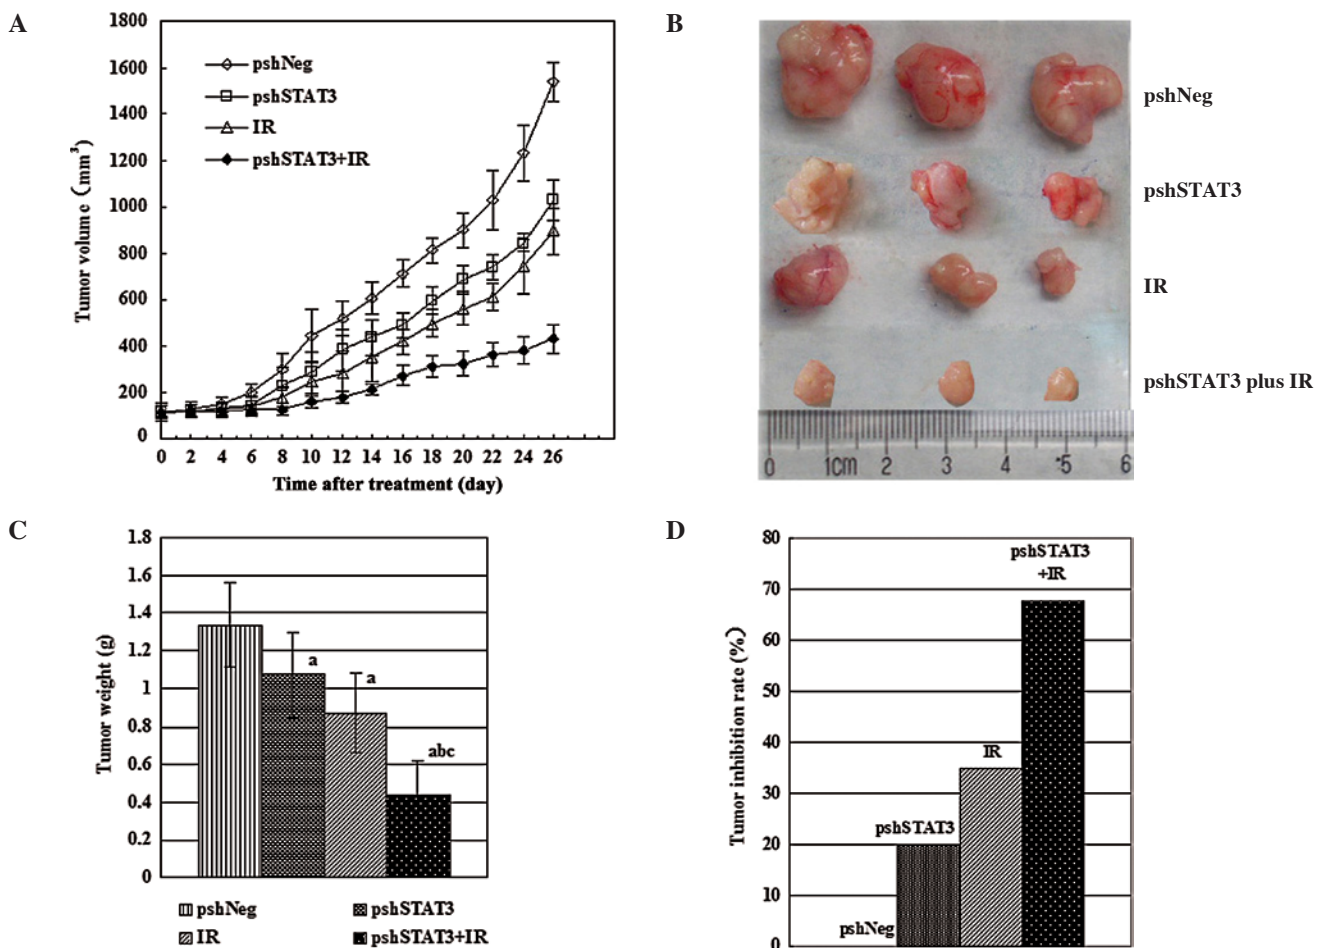 A
1800
1600
1400
1200
1000
800
600
400
200
0
Tumor volume (mm³)
pshNeg
pshSTAT3
IR
pshSTAT3+IR
0 2 4 6 8 10 12 14 16 18 20 22 24 26
Time after treatment (day)
B
pshNeg
pshSTAT3
IR
pshSTAT3 plus IR
0 1cm 2 3 4 5 6
C
1.8
1.6
1.4
1.2
1
0.8
0.6
0.4
0.2
0
Tumor weight (g)
a
a
abc
pshNeg
pshSTAT3
IR
pshSTAT3+IR
D
80
70
60
50
40
30
20
10
0
Tumor inhibition rate (%)
pshNeg
pshSTAT3
IR
pshSTAT3
+IR